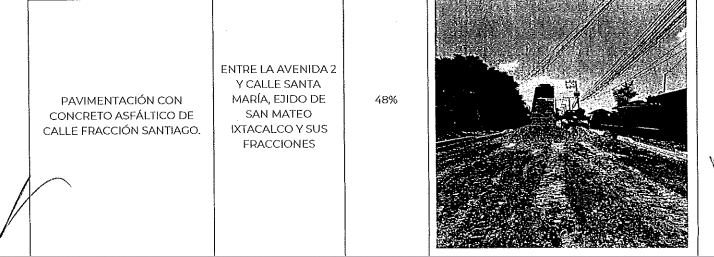 PAVIMENTACIÓN CON
CONCRETO ASFÁLTICO DE
CALLE FRACCIÓN SANTIAGO.
ENTRE LA AVENIDA 2
Y CALLE SANTA
MARÍA, EJIDO DE
SAN MATEO
IXTACALCO Y SUS
FRACCIONES
48%